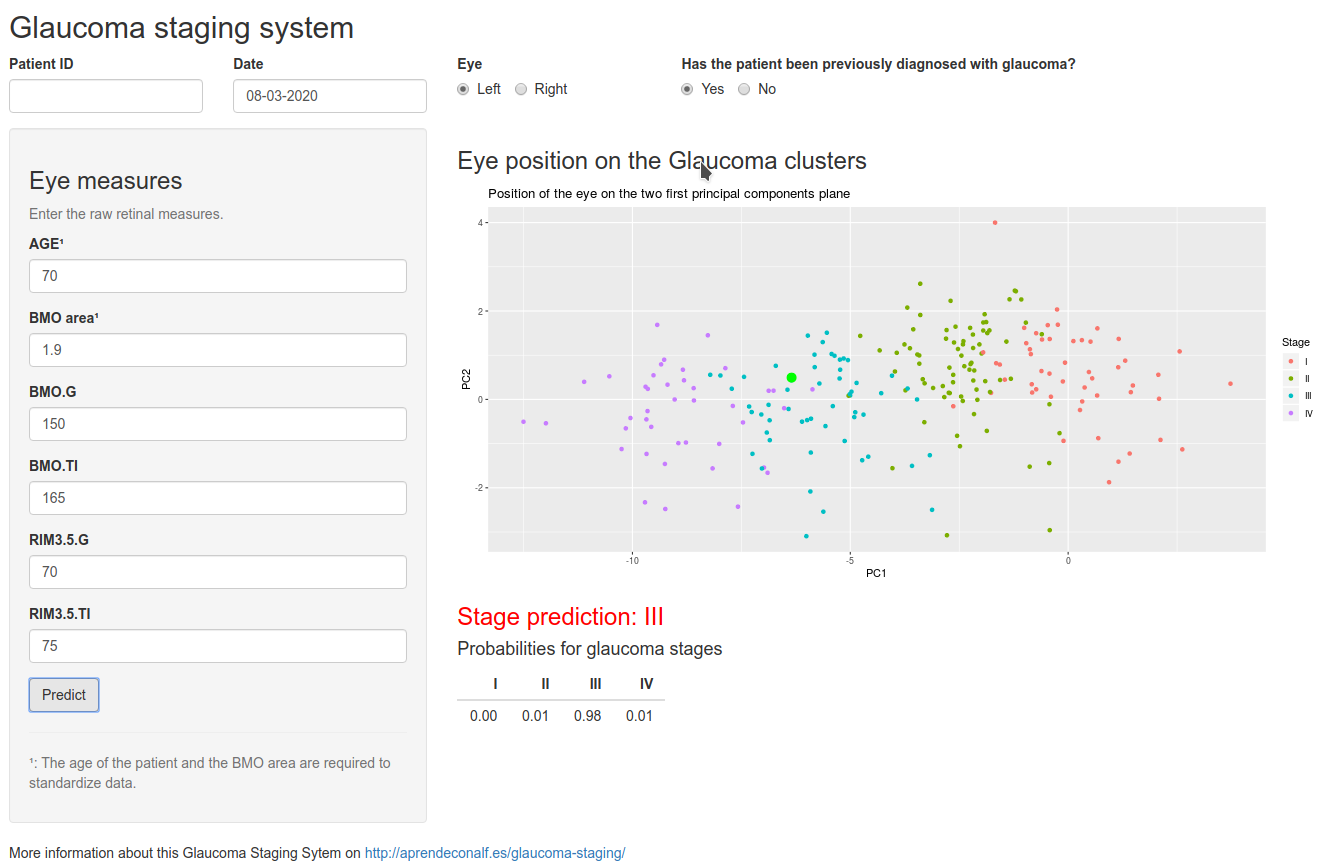 Glaucoma staging system
Patient ID
Date
08-03-2020
Eye
Left Right
Has the patient been previously diagnosed with glaucoma?
Yes No
Eye measures
Enter the raw retinal measures.
AGE¹
70
BMO area¹
1.9
BMO.G
150
BMO.TI
165
RIM3.5.G
70
RIM3.5.TI
75
Predict
¹: The age of the patient and the BMO area are required to
standardize data.
Eye position on the Glaucoma clusters
Position of the eye on the two first principal components plane
4
2
0
-2
PC2
-10 -5 0
PC1
Stage
I
II
III
IV
Stage prediction: III
Probabilities for glaucoma stages
I II III IV
0.00 0.01 0.98 0.01
More information about this Glaucoma Staging Sytem on http://aprendeconalf.es/glaucoma-staging/